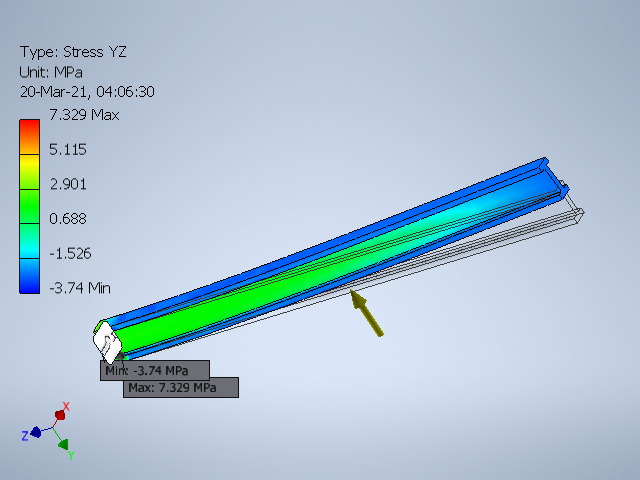 Type: Stress YZ
Unit: MPa
20-Mar-21, 04:06:30
7.329 Max
5.115
2.901
0.688
-1.526
-3.74 Min
Min: -3.74 MPa
Max: 7.329 MPa
X
Z
Y